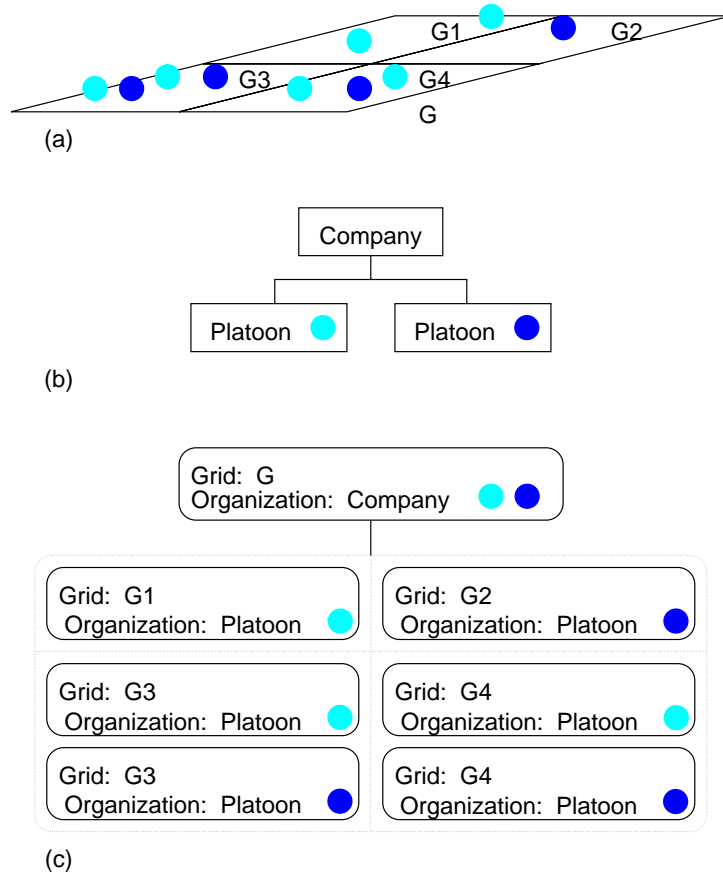 G1 G2
G3 G4
G
(a)
Company
Platoon Platoon
(b)
Grid: G
Organization: Company
Grid: G1
Organization: Platoon
Grid: G2
Organization: Platoon
Grid: G3
Organization: Platoon
Grid: G4
Organization: Platoon
Grid: G3
Organization: Platoon
Grid: G4
Organization: Platoon
(c)